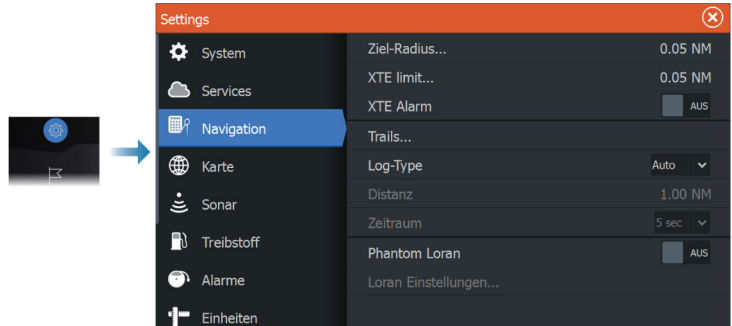 Settings
System
Services
Navigation
Karte
Sonar
Treibstoff
Alarme
Einheiten
Ziel-Radius... 0.05 NM
XTE limit... 0.05 NM
XTE Alarm AUS
Trails...
Log-Type Auto
Distanz 1.00 NM
Zeitraum 5 sec
Phantom Loran AUS
Loran Einstellungen...